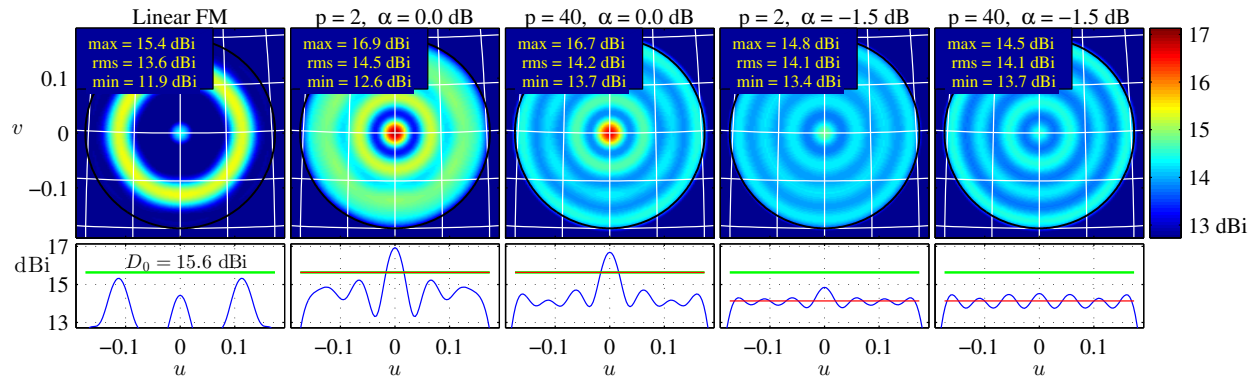 Linear FM
p = 2, α = 0.0 dB
p = 40, α = 0.0 dB
p = 2, α = −1.5 dB
p = 40, α = −1.5 dB
max = 15.4 dBi
rms = 13.6 dBi
min = 11.9 dBi
max = 16.9 dBi
rms = 14.5 dBi
min = 12.6 dBi
max = 16.7 dBi
rms = 14.2 dBi
min = 13.7 dBi
max = 14.8 dBi
rms = 14.1 dBi
min = 13.4 dBi
max = 14.5 dBi
rms = 14.1 dBi
min = 13.7 dBi
0.1
v 0
−0.1
17
16
15
14
13 dBi
17
dBi
15
13
D0 = 15.6 dBi
−0.1 0 0.1
−0.1 0 0.1
−0.1 0 0.1
−0.1 0 0.1
−0.1 0 0.1
u
u
u
u
u